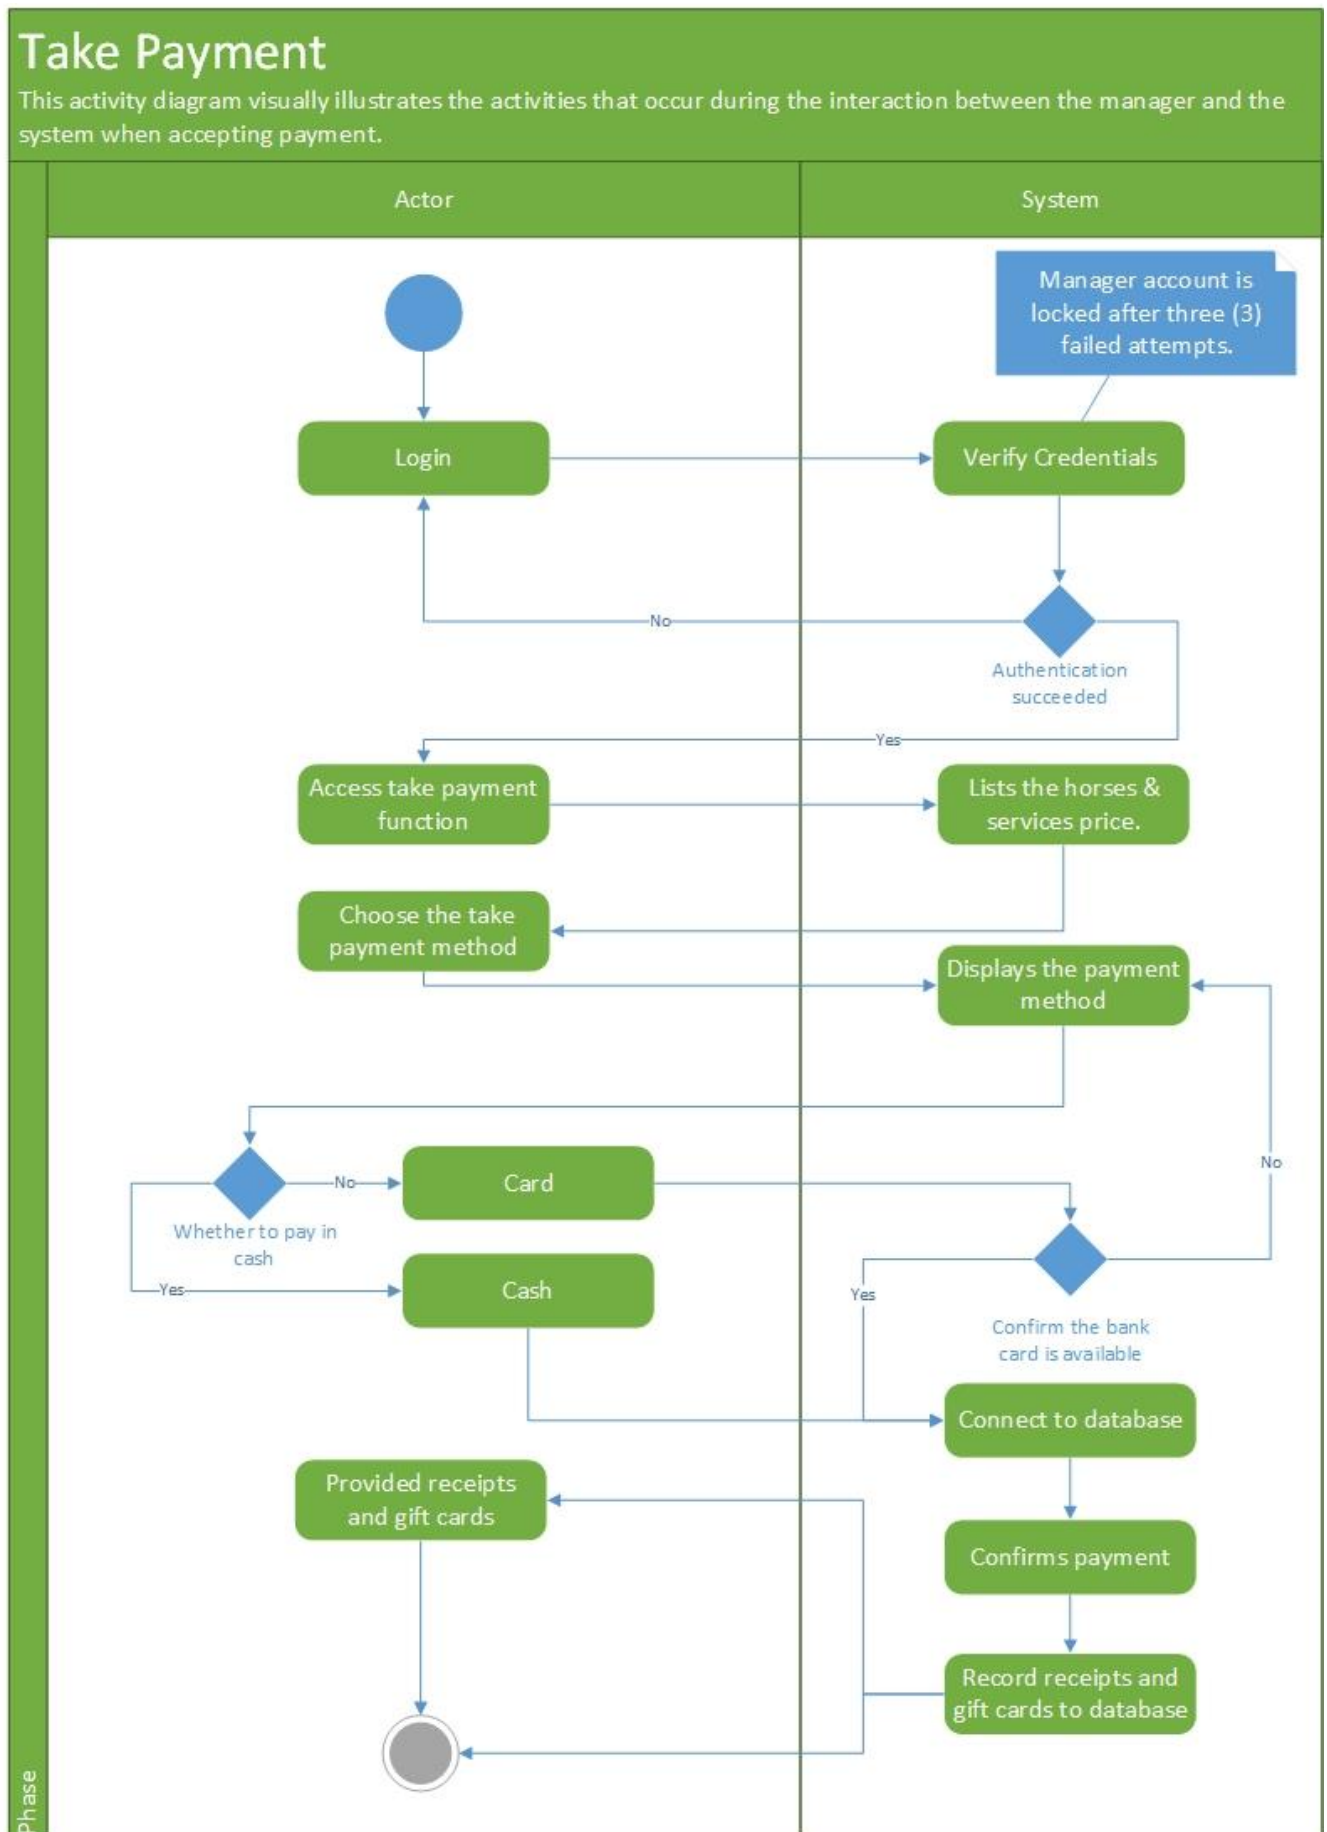 Take Payment
This activity diagram visually illustrates the activities that occur during the interaction between the manager and the
system when accepting payment.
Actor
System
Manager account is
locked after three (3)
failed attempts.
Login
Verify Credentials
No
Authentication
succeeded
Yes
Access take payment
function
Lists the horses &
services price.
Choose the take
payment method
Displays the payment
method
No
Card
No
Whether to pay in
cash
Yes
Cash
Yes
Confirm the bank
card is available
Connect to database
Provided receipts
and gift cards
Confirms payment
Record receipts and
gift cards to database
Phase